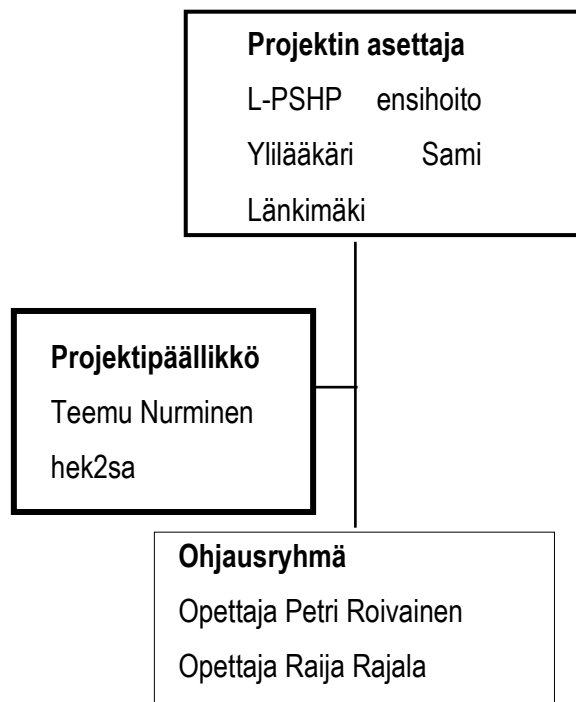 Projektin asettaja
L-PSHP ensihoito
Ylilääkäri Sami
Länkimäki
Projektipäällikkö
Teemu Nurminen
hek2sa
Ohjausryhmä
Opettaja Petri Roivainen
Opettaja Raija Rajala